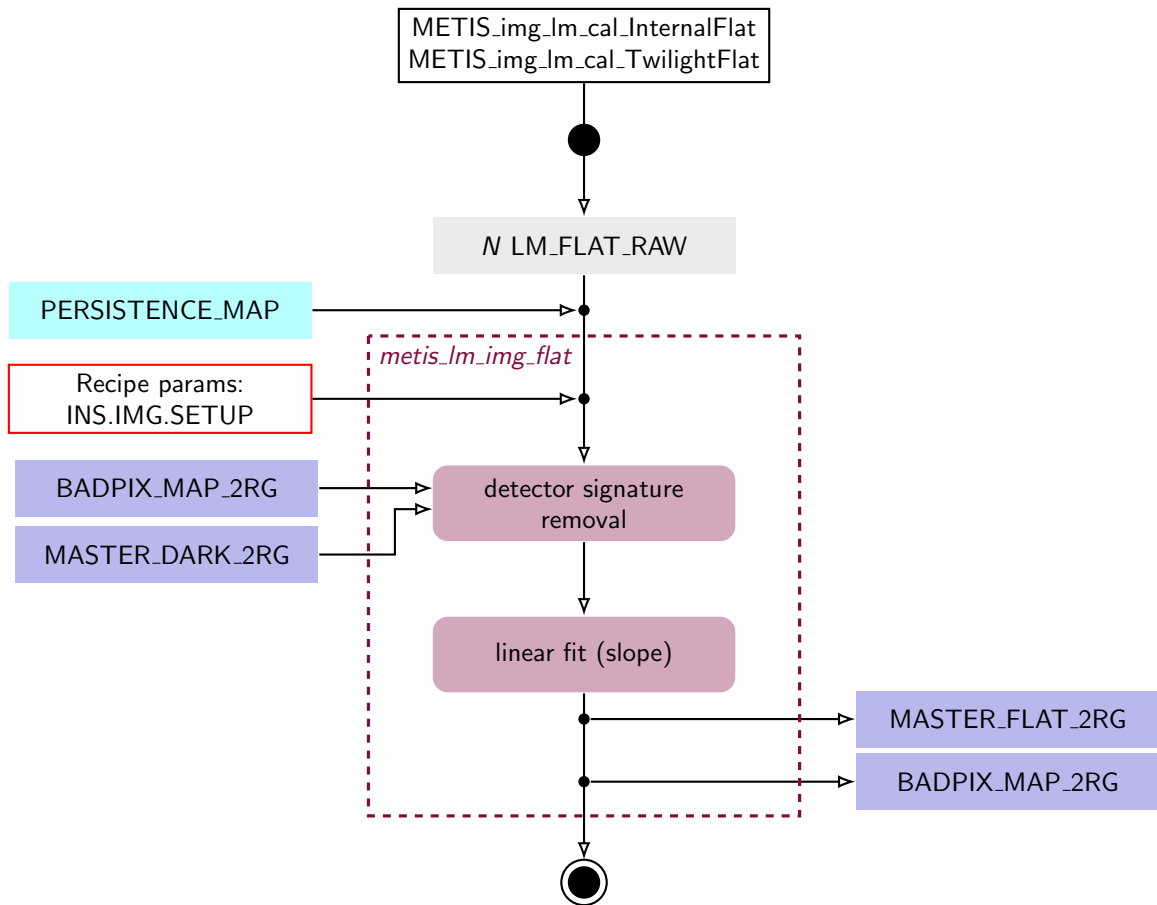 METIS_img_lm_cal_InternalFlat
METIS_img_lm_cal_TwilightFlat
N LM_FLAT_RAW
PERSISTENCE_MAP
metis_lm_img_flat
Recipe params:
INS.IMG.SETUP
BADPIX_MAP_2RG
detector signature
removal
MASTER_DARK_2RG
linear fit (slope)
MASTER_FLAT_2RG
BADPIX_MAP_2RG